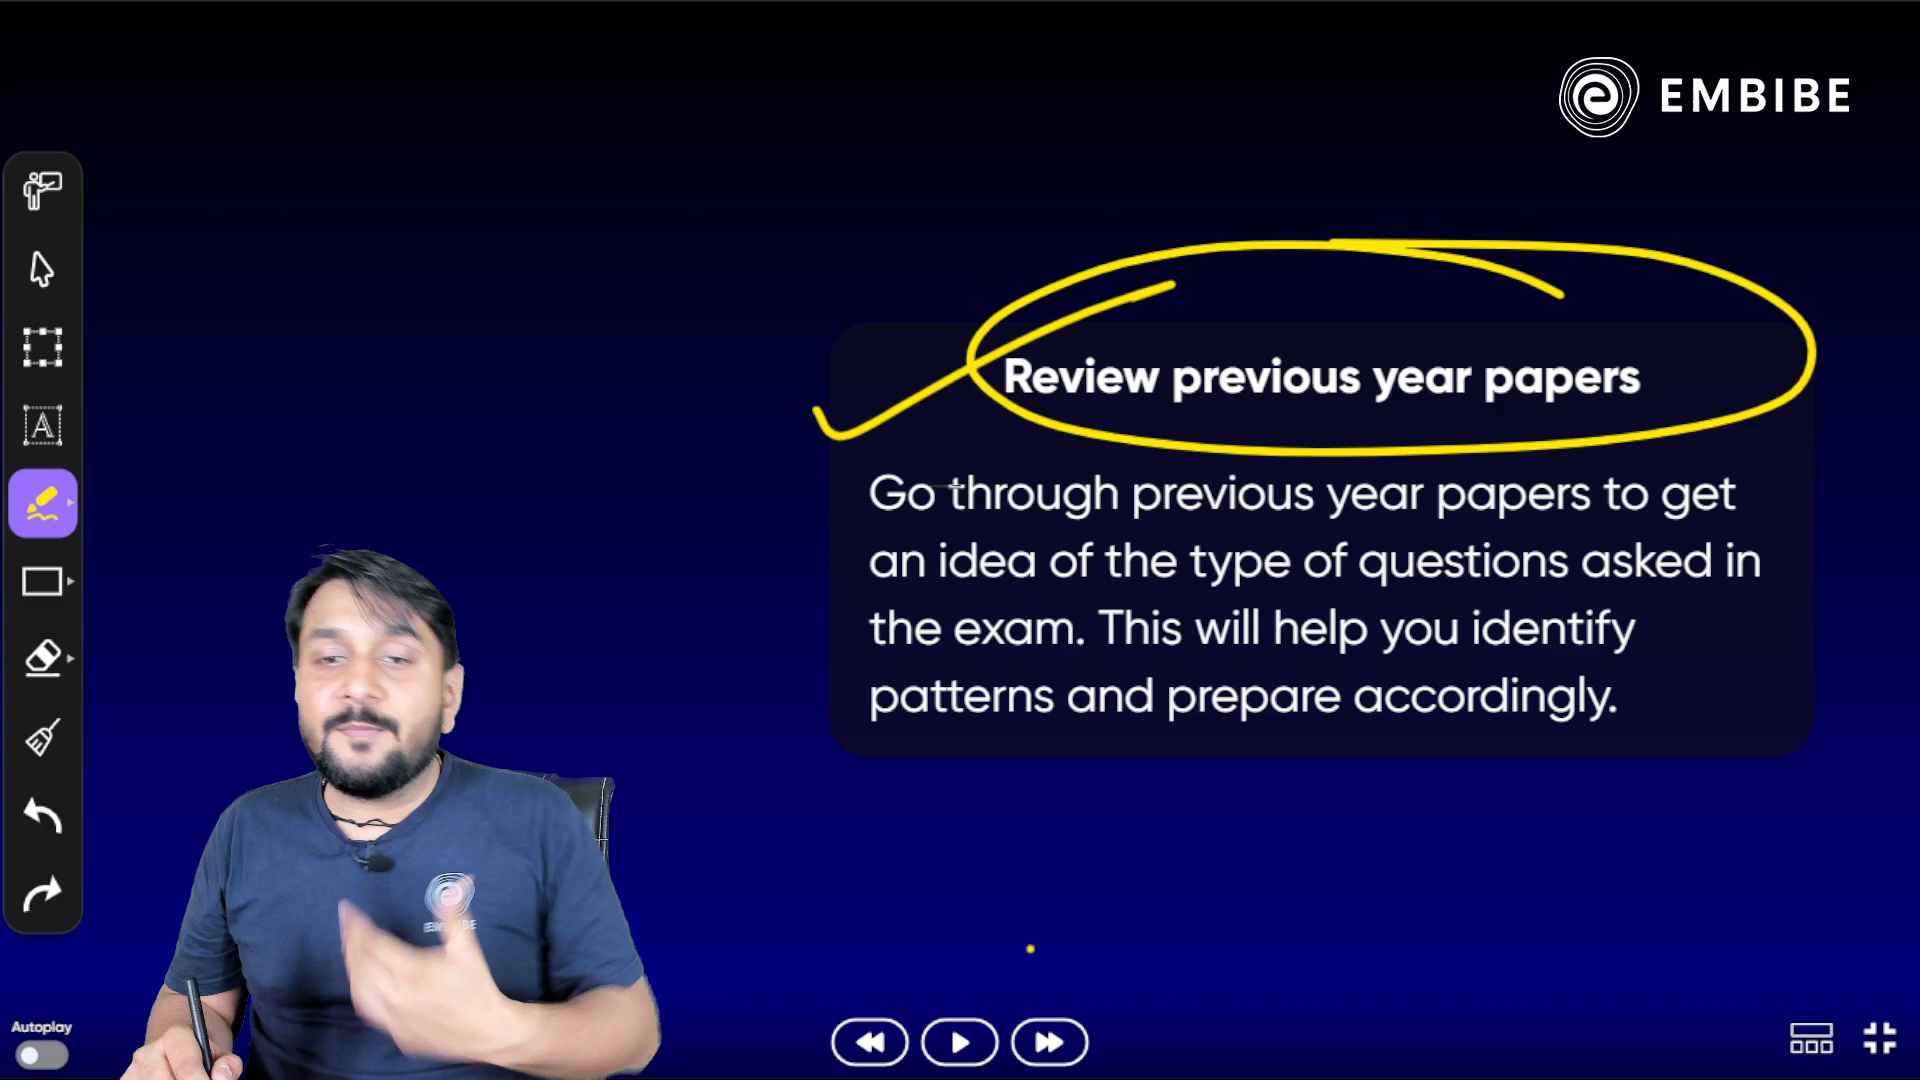 EMBIBE
Review previous year papers
Go through previous year papers to get
an idea of the type of questions asked in
the exam. This will help you identify
patterns and prepare accordingly.
A
Autoplay